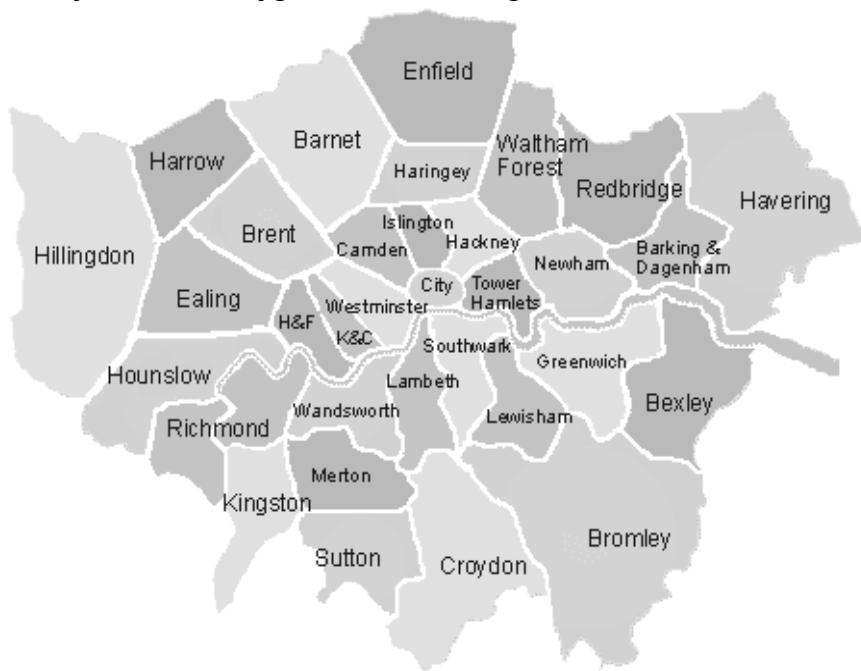 Enfield
Barnet
Waltham
Forest
Harrow
Haringey
Redbridge
Havering
Islington
Brent
Camden
Hackney
Hillingdon
Newham
Barking &
Dagenham
City
Tower
Hamlets
Ealing
Westminster
H&F
K&C
Southwark
Greenwich
Hounslow
Lambeth
Wandsworth
Lewisham
Bexley
Richmond
Merton
Kingston
Bromley
Sutton
Croydon